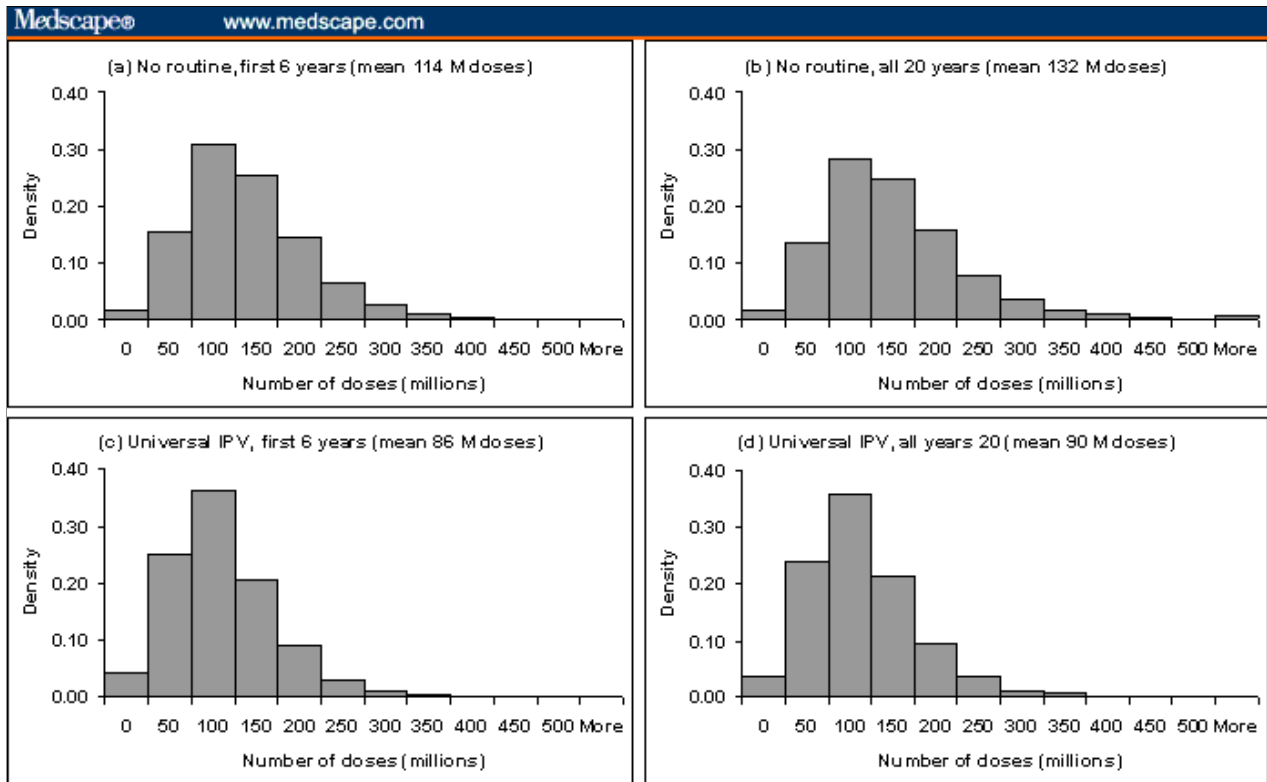 Medscape® www.medscape.com
(a) No routine, first 6 years (mean 114 M doses)
0.40
0.30
0.20
0.10
0.00
Density
0 50 100 150 200 250 300 350 400 450 500 More
Number of doses (millions)
(b) No routine, all 20 years (mean 132 M doses)
0.40
0.30
0.20
0.10
0.00
Density
0 50 100 150 200 250 300 350 400 450 500 More
Number of doses (millions)
(c) Universal IPV, first 6 years (mean 86 M doses)
0.40
0.30
0.20
0.10
0.00
Density
0 50 100 150 200 250 300 350 400 450 500 More
Number of doses (millions)
(d) Universal IPV, all years 20 (mean 90 M doses)
0.40
0.30
0.20
0.10
0.00
Density
0 50 100 150 200 250 300 350 400 450 500 More
Number of doses (millions)